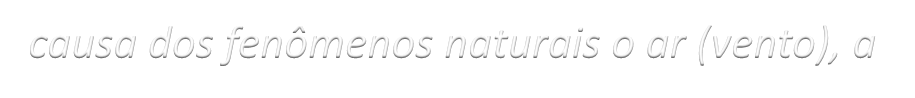 causa dos fenômenos naturais o ar (vento), a